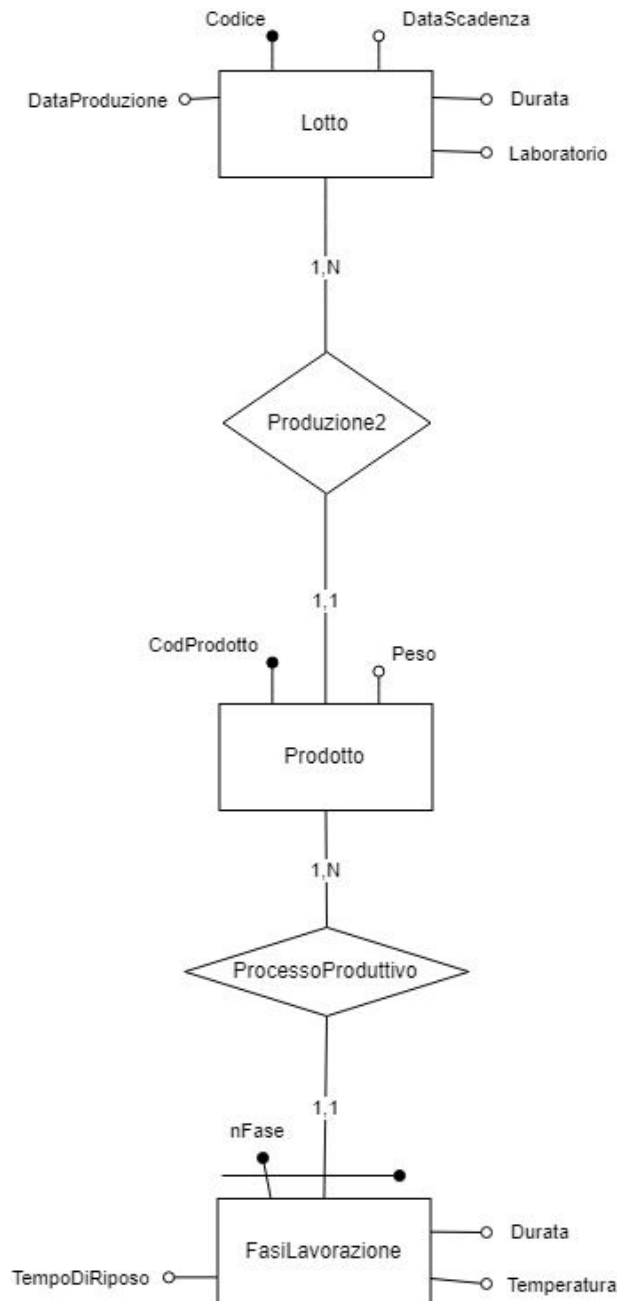 Codice
DataScadenza
DataProduzione
Durata
Lotto
Laboratorio
1,N
Produzione2
1,1
CodProdotto
Peso
Prodotto
1,N
ProcessoProduttivo
1,1
nFase
Durata
FasiLavorazione
TempoDiRiposo
Temperatura